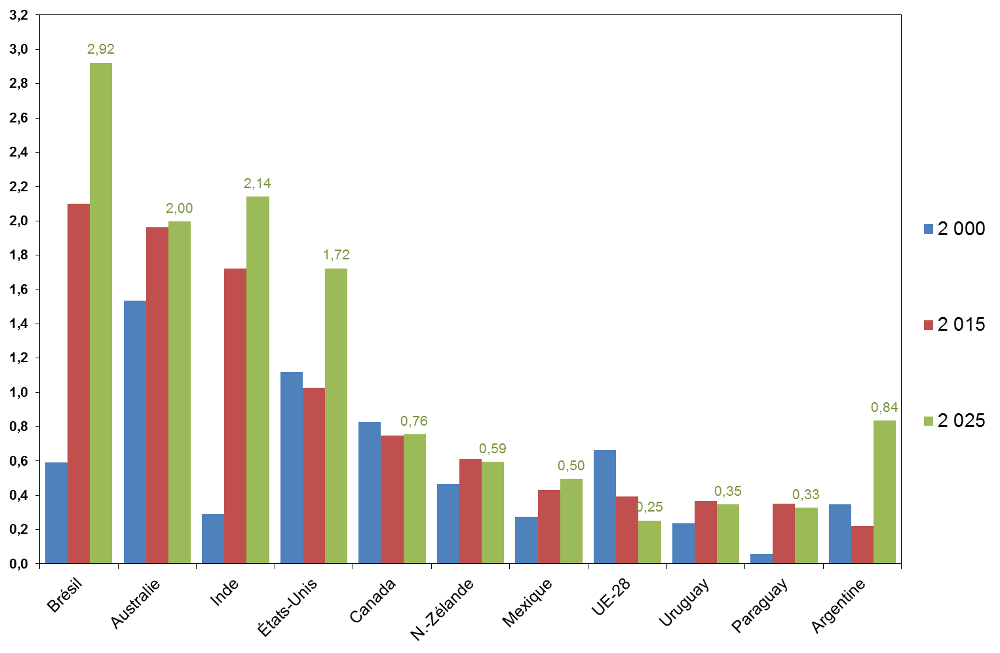 3,2
3,0
2,8
2,6
2,4
2,2
2,0
1,8
1,6
1,4
1,2
1,0
0,8
0,6
0,4
0,2
0,0
2,92
2,00
2,14
1,72
0,76
0,59
0,50
0,25
0,35
0,33
0,84
Brésil
Australie
Inde
États-Unis
Canada
N.-Zélande
Mexique
UE-28
Uruguay
Paraguay
Argentine
2 000
2 015
2 025